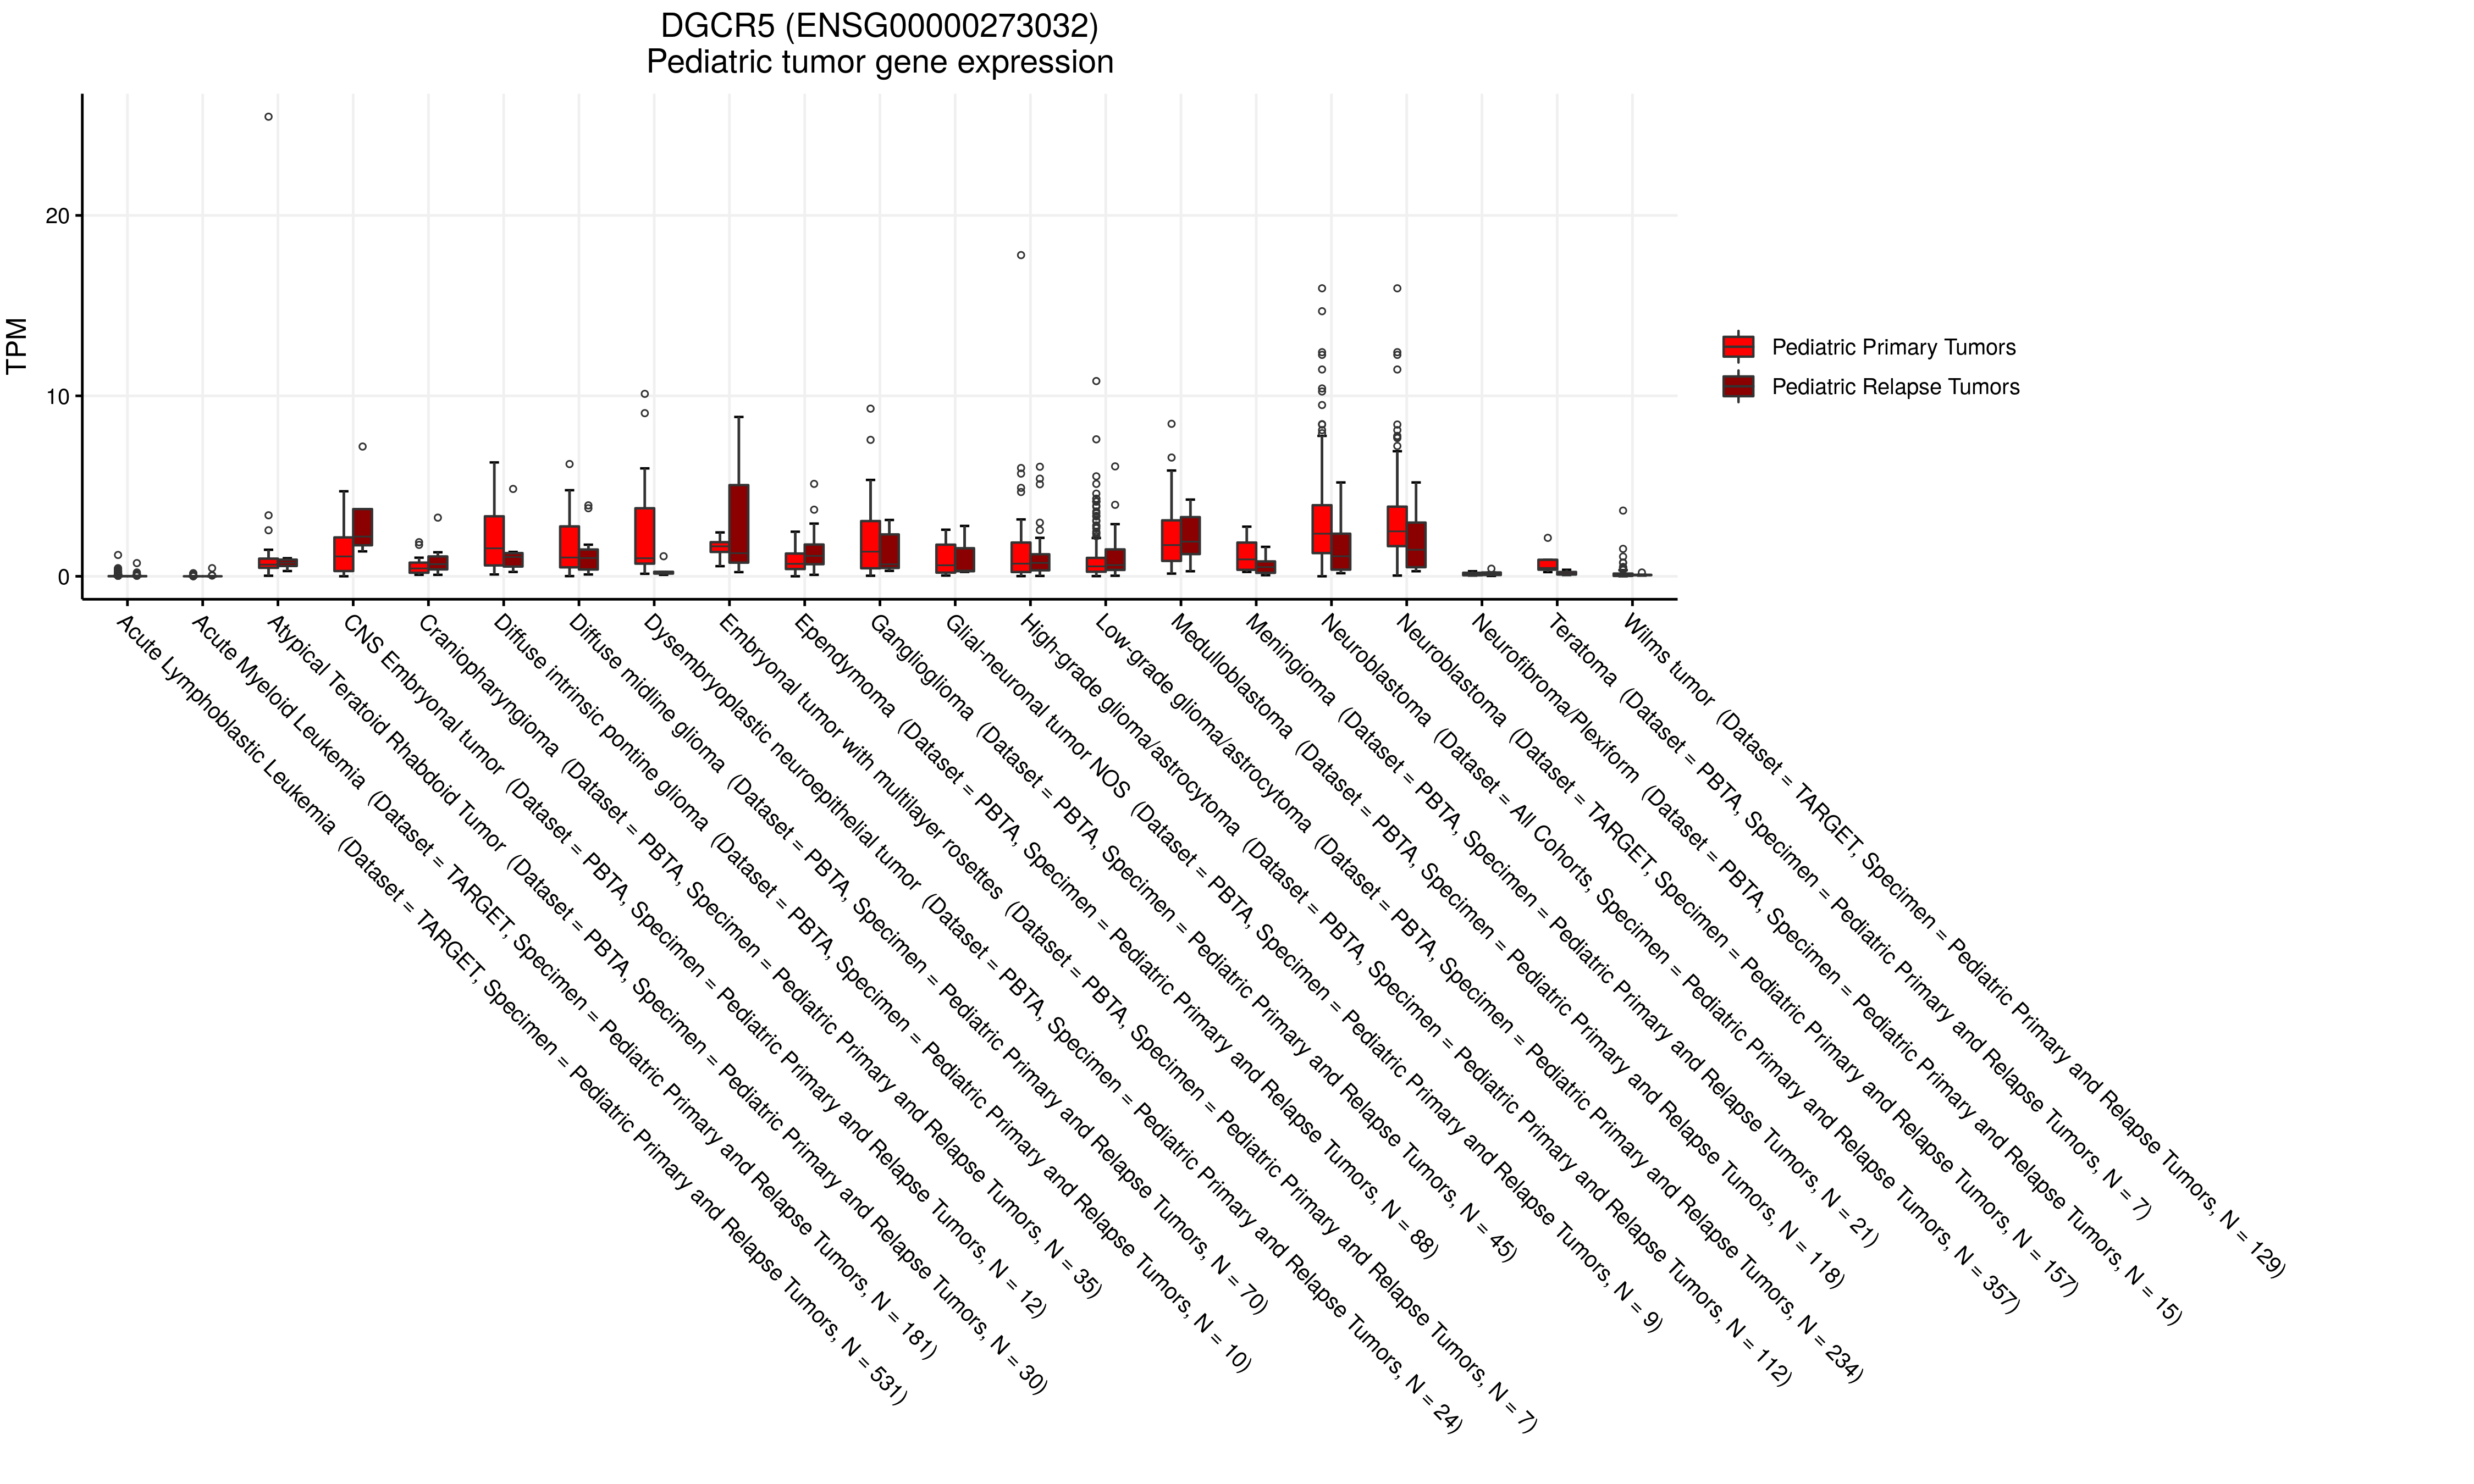 DGCR5 (ENSG00000273032)
Pediatric tumor gene expression
TPM
20
10
0
Pediatric Primary Tumors
Pediatric Relapse Tumors
Acute Lymphoblastic Leukemia (Dataset = TARGET, Specimen = Pediatric Primary and Relapse Tumors, N = 531)
Acute Myeloid Leukemia (Dataset = TARGET, Specimen = Pediatric Primary and Relapse Tumors, N = 181)
Atypical Teratoid Rhabdoid Tumor (Dataset = PBTA, Specimen = Pediatric Primary and Relapse Tumors, N = 30)
CNS Embryonal tumor (Dataset = PBTA, Specimen = Pediatric Primary and Relapse Tumors, N = 12)
Craniopharyngioma (Dataset = PBTA, Specimen = Pediatric Primary and Relapse Tumors, N = 35)
Diffuse intrinsic pontine glioma (Dataset = PBTA, Specimen = Pediatric Primary and Relapse Tumors, N = 10)
Diffuse midline glioma (Dataset = PBTA, Specimen = Pediatric Primary and Relapse Tumors, N = 70)
Dysembryoplastic neuroepithelial tumor (Dataset = PBTA, Specimen = Pediatric Primary and Relapse Tumors, N = 24)
Embryonal tumor with multilayer rosettes (Dataset = PBTA, Specimen = Pediatric Primary and Relapse Tumors, N = 7)
Ependymoma (Dataset = PBTA, Specimen = Pediatric Primary and Relapse Tumors, N = 88)
Ganglioglioma (Dataset = PBTA, Specimen = Pediatric Primary and Relapse Tumors, N = 45)
Glial-neuronal tumor NOS (Dataset = PBTA, Specimen = Pediatric Primary and Relapse Tumors, N = 9)
High-grade glioma/astrocytoma (Dataset = PBTA, Specimen = Pediatric Primary and Relapse Tumors, N = 112)
Low-grade glioma/astrocytoma (Dataset = PBTA, Specimen = Pediatric Primary and Relapse Tumors, N = 234)
Medulloblastoma (Dataset = PBTA, Specimen = Pediatric Primary and Relapse Tumors, N = 118)
Meningioma (Dataset = PBTA, Specimen = Pediatric Primary and Relapse Tumors, N = 21)
Neuroblastoma (Dataset = All Cohorts, Specimen = Pediatric Primary and Relapse Tumors, N = 357)
Neuroblastoma (Dataset = TARGET, Specimen = Pediatric Primary and Relapse Tumors, N = 157)
Neurofibroma/Plexiform (Dataset = PBTA, Specimen = Pediatric Primary and Relapse Tumors, N = 15)
Teratoma (Dataset = PBTA, Specimen = Pediatric Primary and Relapse Tumors, N = 7)
Wilms tumor (Dataset = TARGET, Specimen = Pediatric Primary and Relapse Tumors, N = 129)